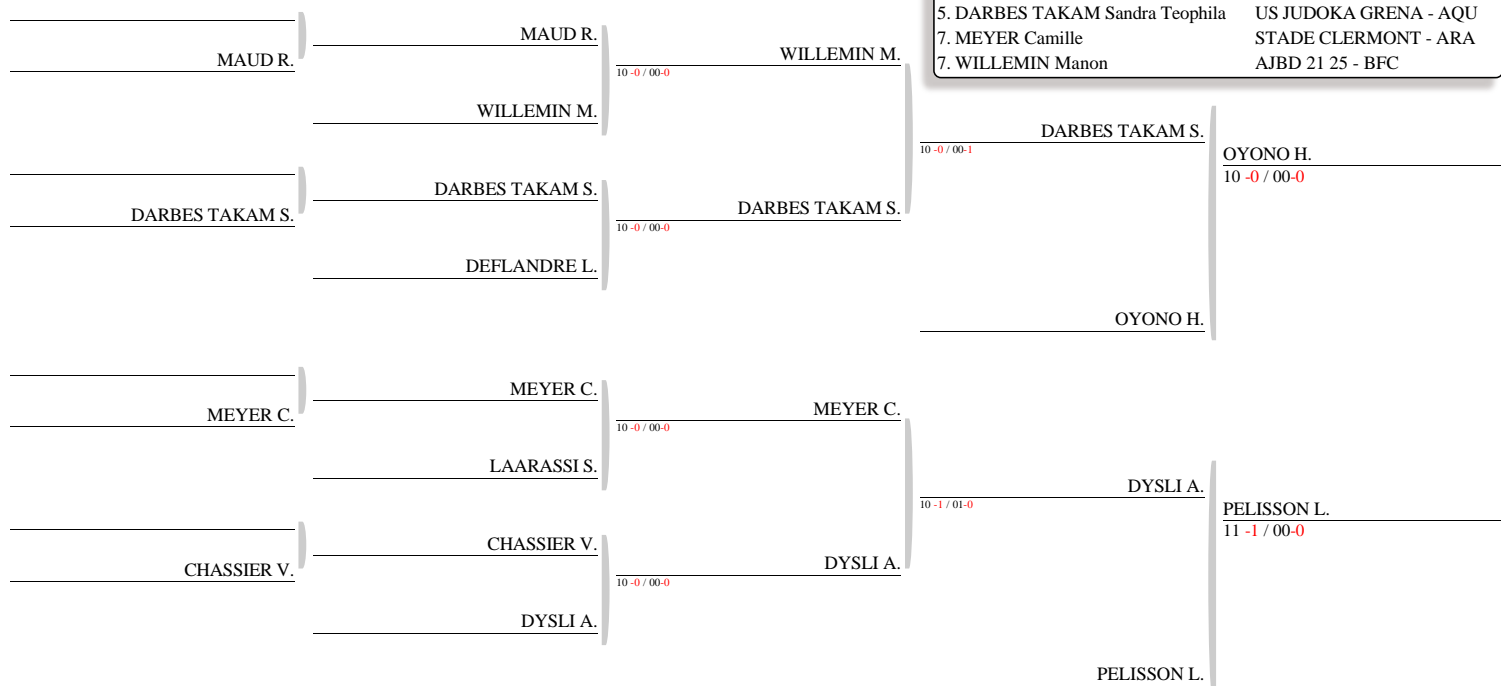 5. DARBES TAKAM Sandra Teophila US JUDOKA GRENA - AQU
7. MEYER Camille STADE CLERMONT - ARA
7. WILLEMIN Manon AJBD 21 25 - BFC
MAUD R.
MAUD R.
WILLEMIN M.
10 -0 / 00-0
WILLEMIN M.
DARBES TAKAM S.
10 -0 / 00-1
OYONO H.
10 -0 / 00-0
DARBES TAKAM S.
DARBES TAKAM S.
DARBES TAKAM S.
10 -0 / 00-0
DEFLANDRE L.
OYONO H.
MEYER C.
MEYER C.
MEYER C.
10 -0 / 00-0
LAARASSI S.
DYSLI A.
10 -1 / 01-0
PELISSON L.
11 -1 / 00-0
CHASSIER V.
CHASSIER V.
DYSLI A.
10 -0 / 00-0
DYSLI A.
PELISSON L.